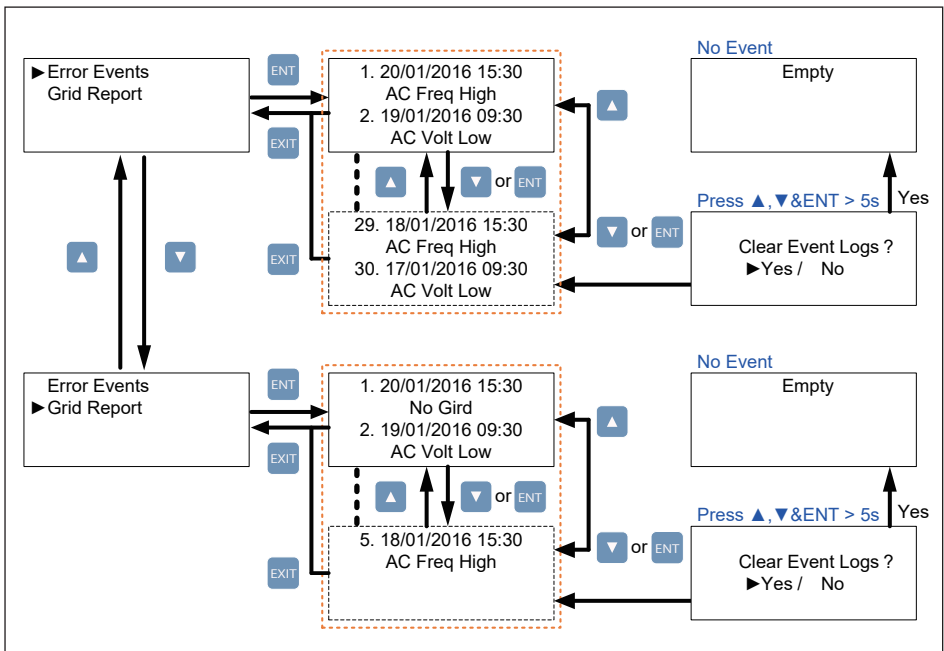 No Event
►Error Events
Grid Report
ENT
EXIT
1. 20/01/2016 15:30
AC Freq High
2. 19/01/2016 09:30
AC Volt Low
▲
▼ or ENT
▲
29. 18/01/2016 15:30
AC Freq High
30. 17/01/2016 09:30
AC Volt Low
▼ or ENT
EXIT
Empty
Yes
Press ▲,▼&ENT > 5s
Clear Event Logs ?
►Yes / No
▲
▼
No Event
Error Events
►Grid Report
ENT
EXIT
1. 20/01/2016 15:30
No Gird
2. 19/01/2016 09:30
AC Volt Low
▲
▼ or ENT
▲
5. 18/01/2016 15:30
AC Freq High
▼ or ENT
EXIT
Empty
Yes
Press ▲,▼&ENT > 5s
Clear Event Logs ?
►Yes / No